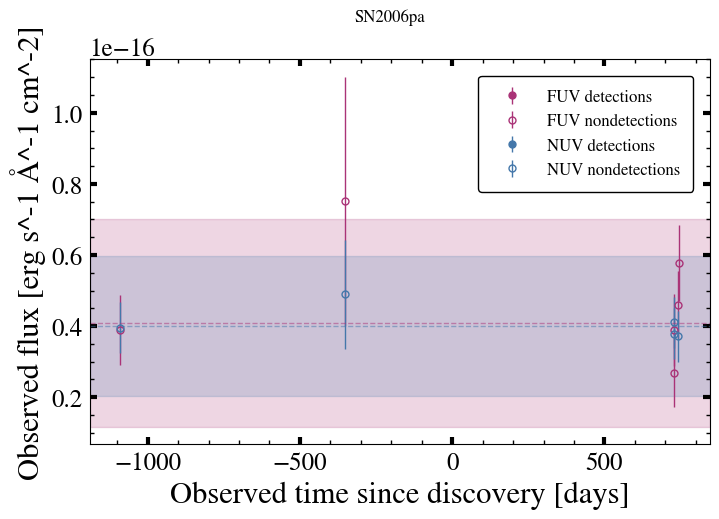 SN2006pa
1e−16
Observed flux [erg s^-1 Å^-1 cm^-2]
1.0
0.8
0.6
0.4
0.2
FUV detections
FUV nondetections
NUV detections
NUV nondetections
−1000
−500
0
500
Observed time since discovery [days]